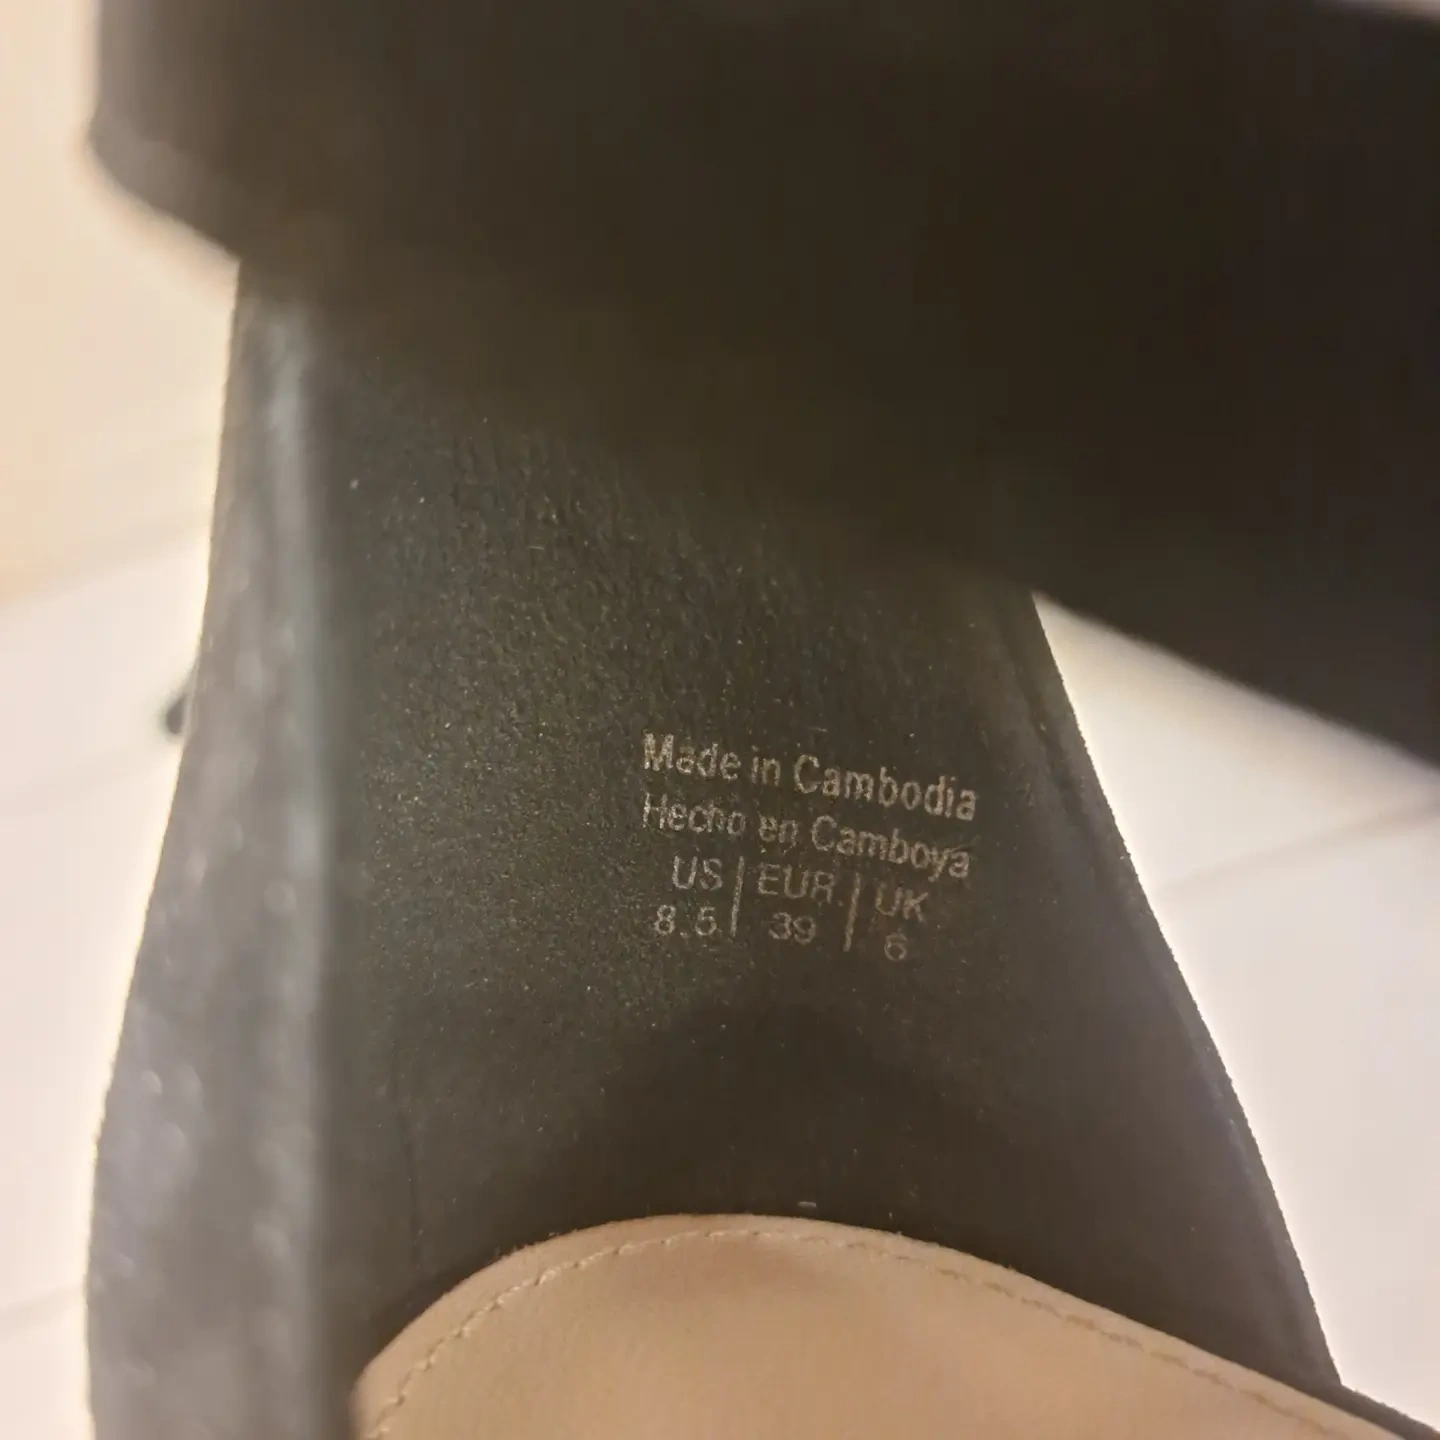 Made in Cambodia
Hecho en Camboya
US | EUR | UK
8.5 | 39 | 6